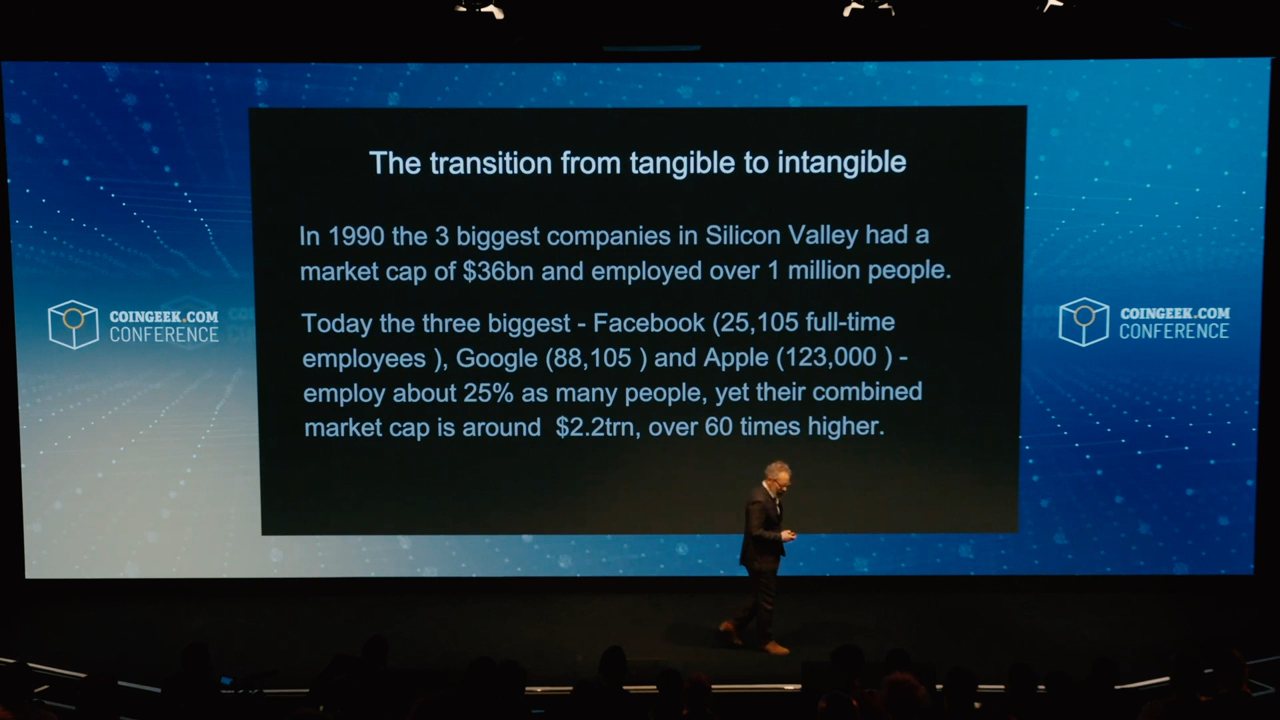 The transition from tangible to intangible
In 1990 the 3 biggest companies in Silicon Valley had a
market cap of $36bn and employed over 1 million people.
Today the three biggest - Facebook (25,105 full-time
employees ), Google (88,105 ) and Apple (123,000 ) -
employ about 25% as many people, yet their combined
market cap is around $2.2trn, over 60 times higher.
COINGEEK.COM
CONFERENCE
COINGEEK.COM
CONFERENCE